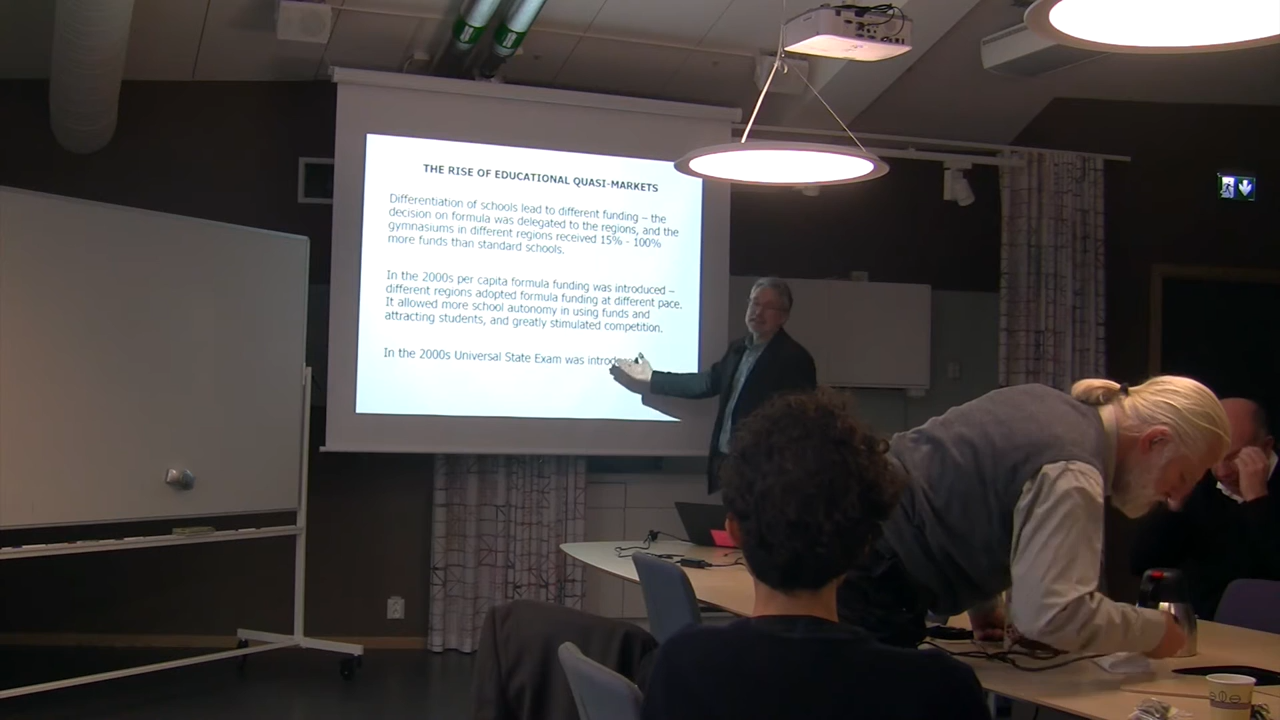 THE RISE OF EDUCATIONAL QUASI-MARKETS
Differentiation of schools lead to different funding – the
decision on formula was delegated to the regions, and the
gymnasiums in different regions received 15% - 100%
more funds than standard schools.
In the 2000s per capita formula funding was introduced –
different regions adopted formula funding at different pace.
It allowed more school autonomy in using funds and
attracting students, and greatly stimulated competition.
In the 2000s Universal State Exam was